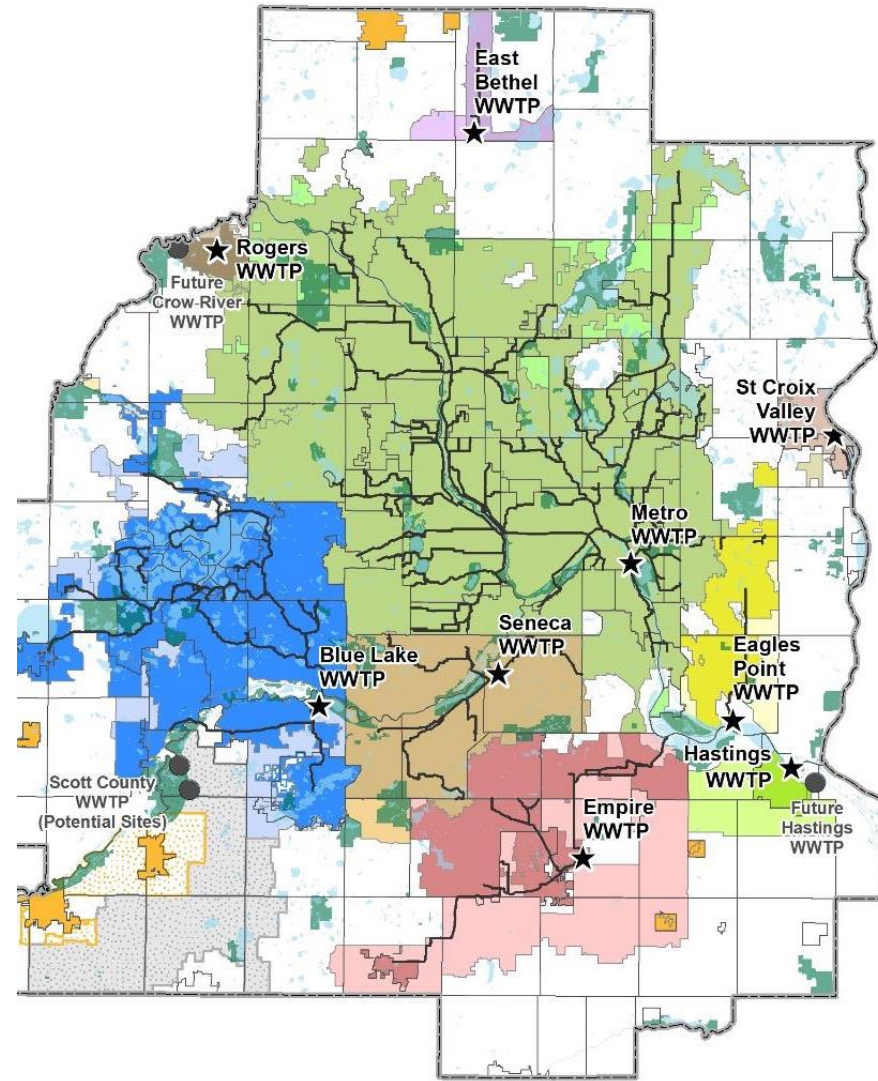 East
Bethel
WWTP
Rogers
WWTP
Future
Crow River
WWTP
St Croix
Valley
WWTP
Metro
WWTP
Seneca
WWTP
Blue Lake
WWTP
Eagles
Point
WWTP
Hastings
WWTP
Scott County
WWTP
(Potential Sites)
Empire
WWTP
Future
Hastings
WWTP